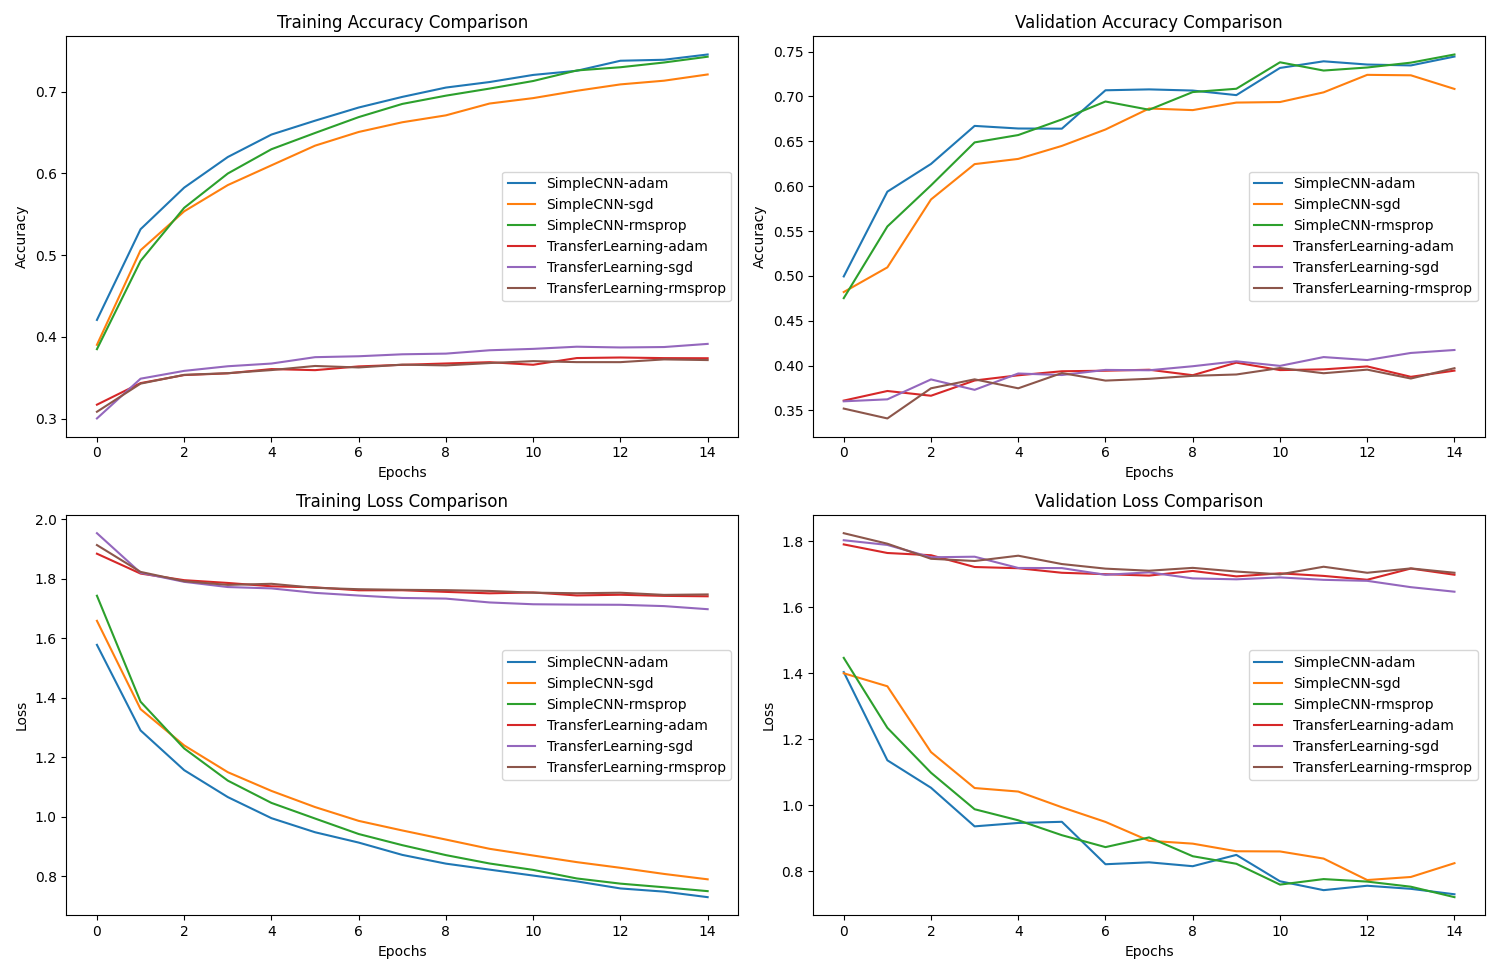 Training Accuracy Comparison
Accuracy
0.7
0.6
0.5
0.4
0.3
SimpleCNN-adam
SimpleCNN-sgd
SimpleCNN-rmsprop
TransferLearning-adam
TransferLearning-sgd
TransferLearning-rmsprop
0 2 4 6 8 10 12 14
Epochs
Validation Accuracy Comparison
Accuracy
0.75
0.70
0.65
0.60
0.55
0.50
0.45
0.40
0.35
SimpleCNN-adam
SimpleCNN-sgd
SimpleCNN-rmsprop
TransferLearning-adam
TransferLearning-sgd
TransferLearning-rmsprop
0 2 4 6 8 10 12 14
Epochs
Training Loss Comparison
Loss
2.0
1.8
1.6
1.4
1.2
1.0
0.8
SimpleCNN-adam
SimpleCNN-sgd
SimpleCNN-rmsprop
TransferLearning-adam
TransferLearning-sgd
TransferLearning-rmsprop
0 2 4 6 8 10 12 14
Epochs
Validation Loss Comparison
Loss
1.8
1.6
1.4
1.2
1.0
0.8
SimpleCNN-adam
SimpleCNN-sgd
SimpleCNN-rmsprop
TransferLearning-adam
TransferLearning-sgd
TransferLearning-rmsprop
0 2 4 6 8 10 12 14
Epochs